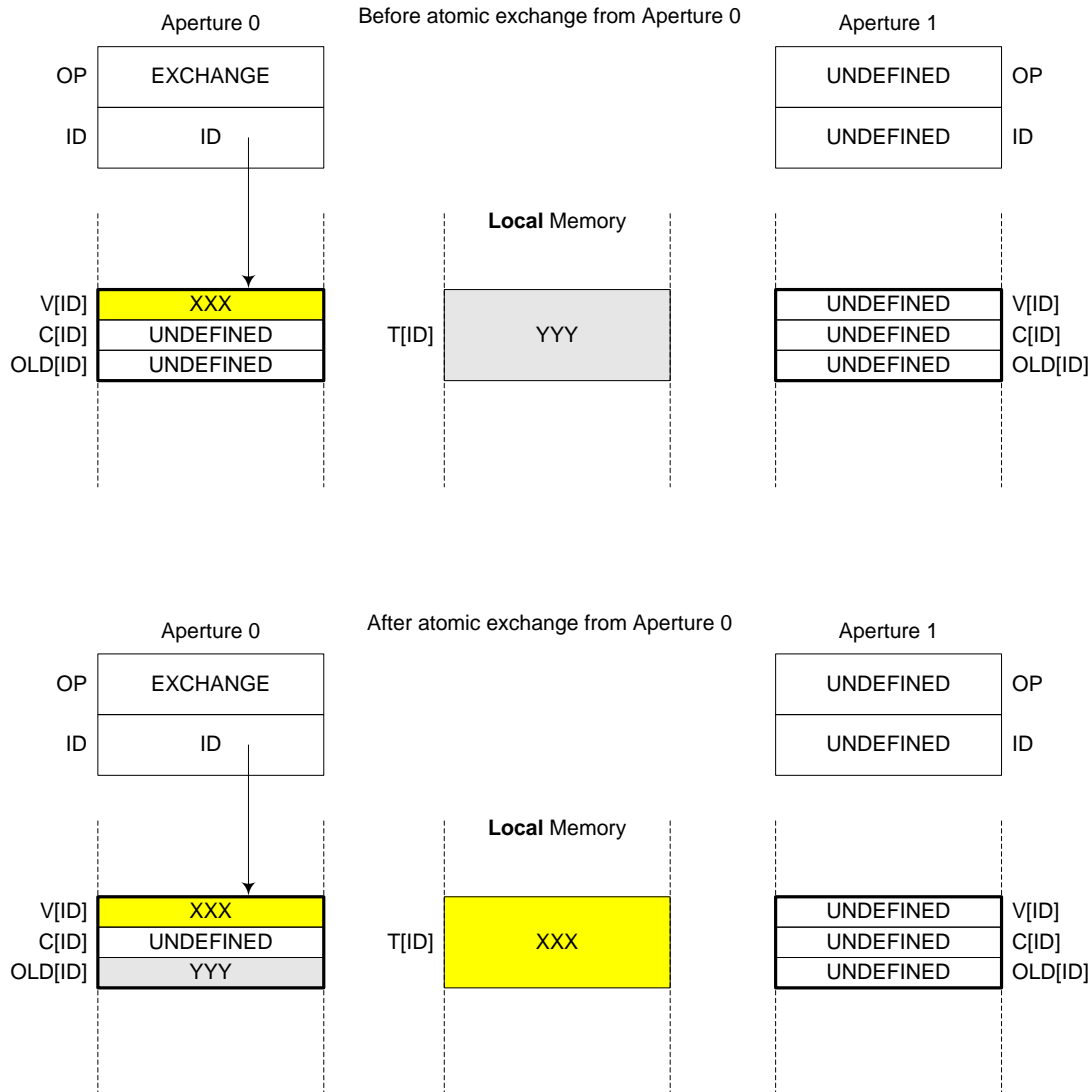 Before atomic exchange from Aperture 0
Aperture 0 Aperture 1
OP EXCHANGE UNDEFINED OP
ID ID UNDEFINED ID
Local Memory
V[ID] XXX UNDEFINED V[ID]
C[ID] UNDEFINED T[ID] YYY UNDEFINED C[ID]
OLD[ID] UNDEFINED UNDEFINED OLD[ID]
After atomic exchange from Aperture 0
Aperture 0 Aperture 1
OP EXCHANGE UNDEFINED OP
ID ID UNDEFINED ID
Local Memory
V[ID] XXX UNDEFINED V[ID]
C[ID] UNDEFINED T[ID] XXX UNDEFINED C[ID]
OLD[ID] YYY UNDEFINED OLD[ID]